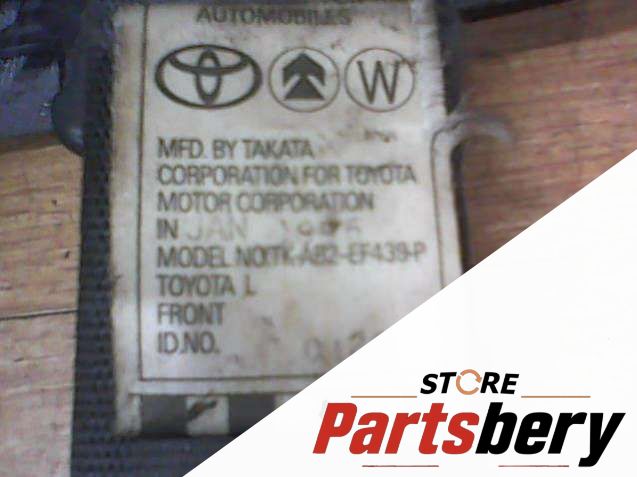 AUTOMOBILES
W
MFD. BY TAKATA
CORPORATION FOR TOYOTA
MOTOR CORPORATION
IN JAN
MODEL NO:TK-AB2-EF439-P
TOYOTA L
FRONT
ID.NO.
STORE
Partsbery